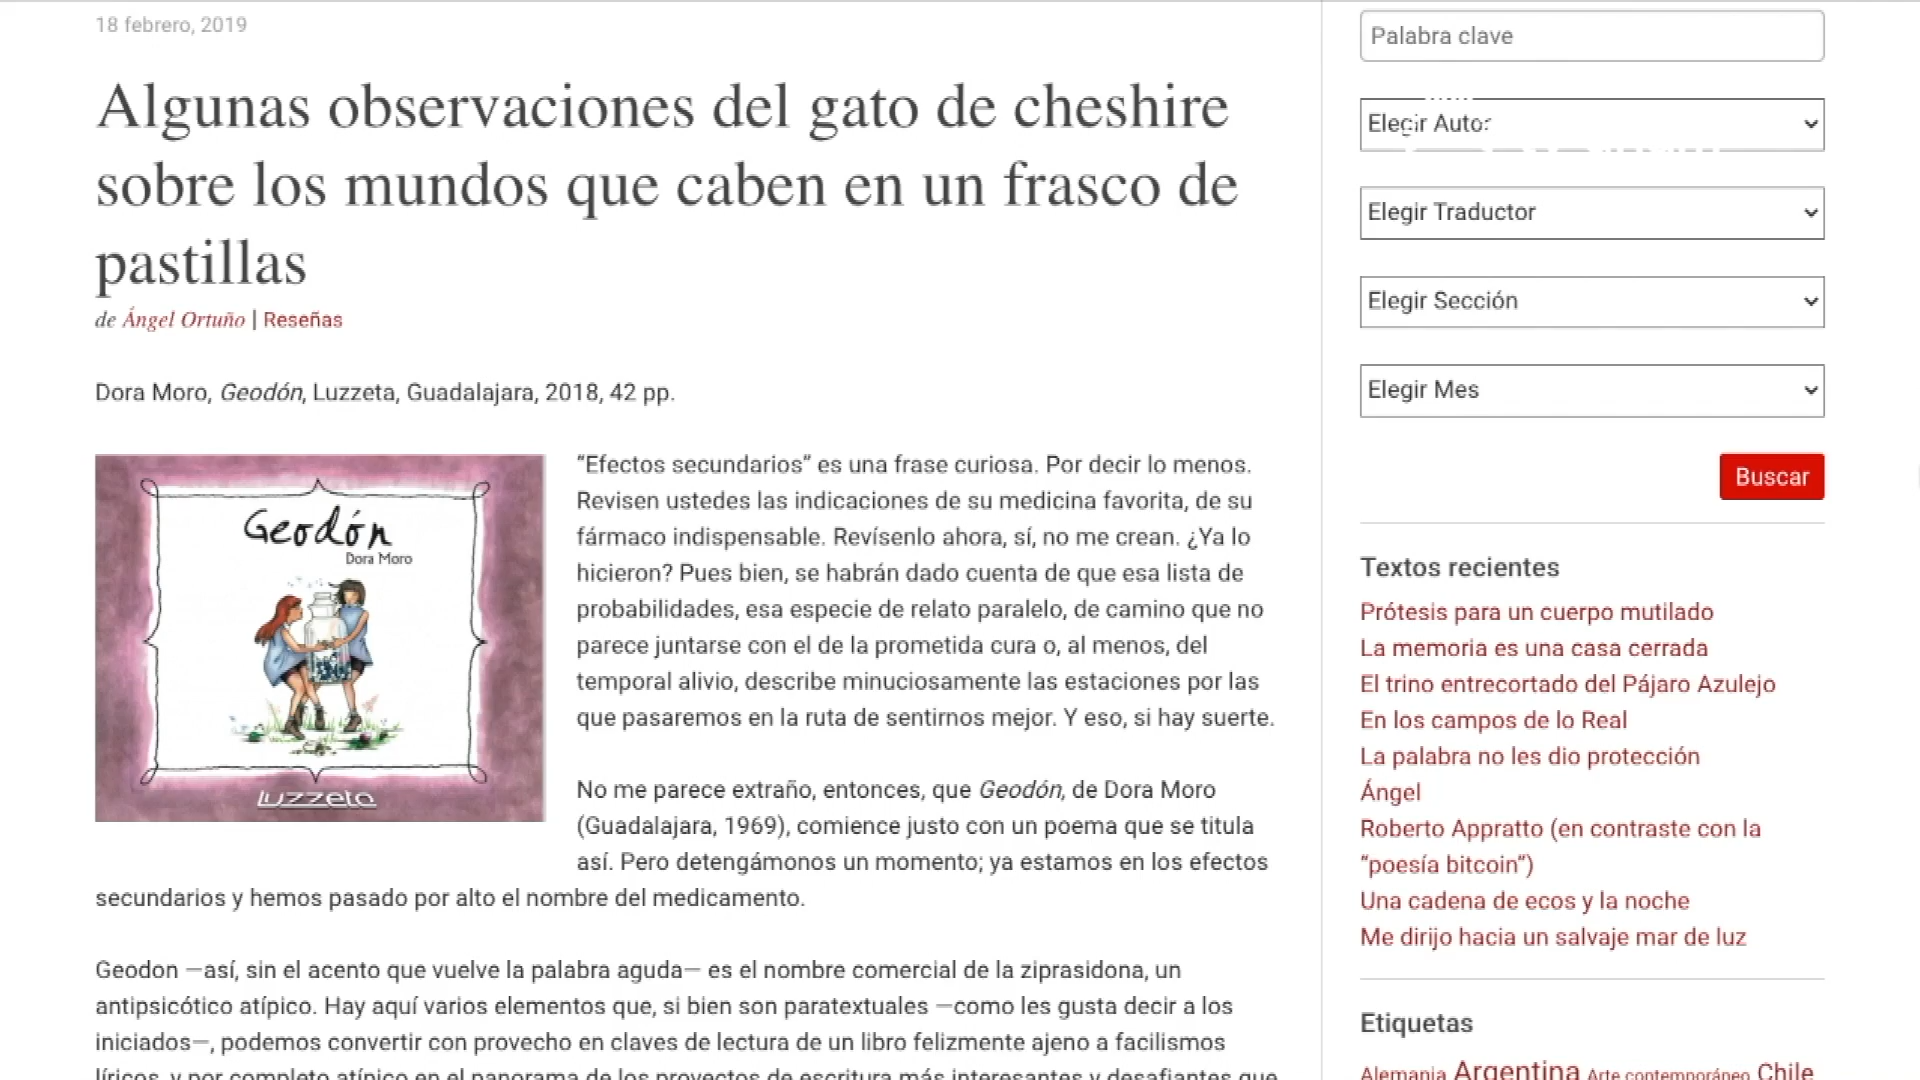 18 febrero, 2019
Algunas observaciones del gato de cheshire
sobre los mundos que caben en un frasco de
pastillas
de Ángel Ortuño | Reseñas
Dora Moro, Geodón, Luzzeta, Guadalajara, 2018, 42 pp.
Geodón
Dora Moro
luzzeta
“Efectos secundarios” es una frase curiosa. Por decir lo menos.
Revisen ustedes las indicaciones de su medicina favorita, de su
fármaco indispensable. Revísenlo ahora, sí, no me crean. ¿Ya lo
hicieron? Pues bien, se habrán dado cuenta de que esa lista de
probabilidades, esa especie de relato paralelo, de camino que no
parece juntarse con el de la prometida cura o, al menos, del
temporal alivio, describe minuciosamente las estaciones por las
que pasaremos en la ruta de sentirnos mejor. Y eso, si hay suerte.
No me parece extraño, entonces, que Geodón, de Dora Moro
(Guadalajara, 1969), comience justo con un poema que se titula
así. Pero detengámonos un momento; ya estamos en los efectos
secundarios y hemos pasado por alto el nombre del medicamento.
Geodon —así, sin el acento que vuelve la palabra aguda— es el nombre comercial de la ziprasidona, un
antipsicótico atípico. Hay aquí varios elementos que, si bien son paratextuales —como les gusta decir a los
iniciados—, podemos convertir con provecho en claves de lectura de un libro felizmente ajeno a facilismos
líricos, y por completo atípico en el panorama de los proyectos de escritura más interesantes y desafiantes que
Palabra clave
Elegir Autor
Elegir Traductor
Elegir Sección
Elegir Mes
Buscar
Textos recientes
Prótesis para un cuerpo mutilado
La memoria es una casa cerrada
El trino entrecortado del Pájaro Azulejo
En los campos de lo Real
La palabra no les dio protección
Ángel
Roberto Appratto (en contraste con la
“poesía bitcoin”)
Una cadena de ecos y la noche
Me dirijo hacia un salvaje mar de luz
Etiquetas
Alemania Argentina Arte contemporáneo Chile